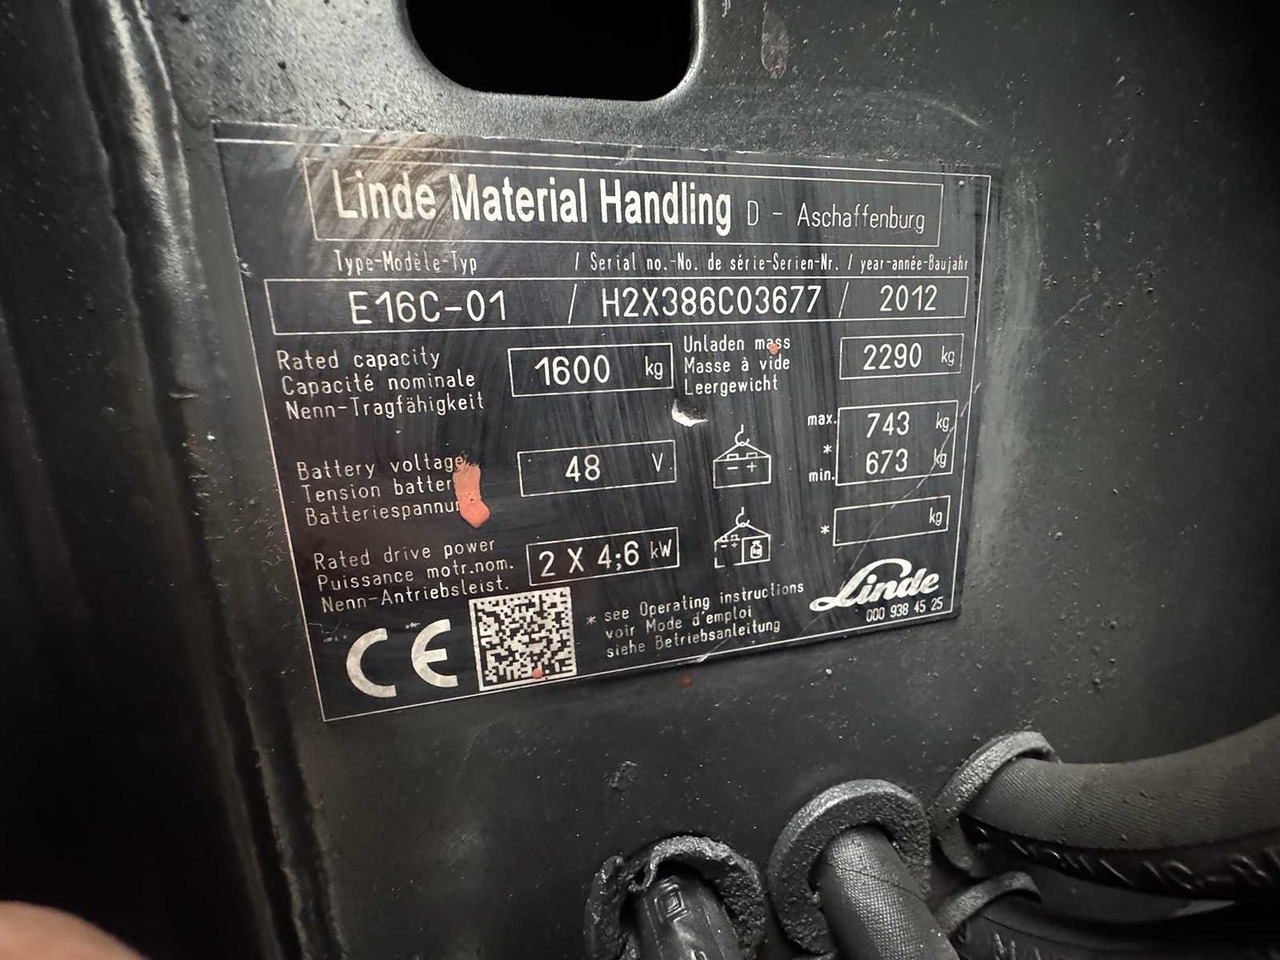 Linde Material Handling D - Aschaffenburg
Type-Modèle-Typ / Serial no.-No. de série-Serien-Nr. / year-année-Baujahr
E16C-01 / H2X386C03677 / 2012
Rated capacity
Capacité nominale
Nenn-Tragfähigkeit
1600 kg
Unladen mass
Masse à vide
Leergewicht
2290 kg
Battery voltage
Tension batter
Batteriespannu
48 V
- +
max. 743 kg
*
min. 673 kg
* kg
Rated drive power
Puissance motr.nom.
Nenn-Antriebsleist.
2 X 4;6 kW
CE
* see Operating instructions
voir Mode d'emploi
siehe Betriebsanleitung
Linde
000 938 45 25